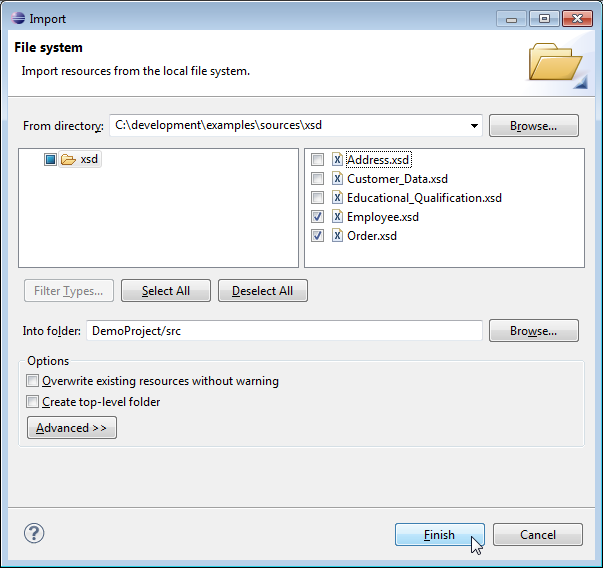 Import
File system
Import resources from the local file system.
From directory: C:\development\examples\sources\xsd Browse...
xsd
Address.xsd
Customer_Data.xsd
Educational_Qualification.xsd
Employee.xsd
Order.xsd
Filter Types... Select All Deselect All
Into folder: DemoProject/src Browse...
Options
Overwrite existing resources without warning
Create top-level folder
Advanced >>
? Finish Cancel